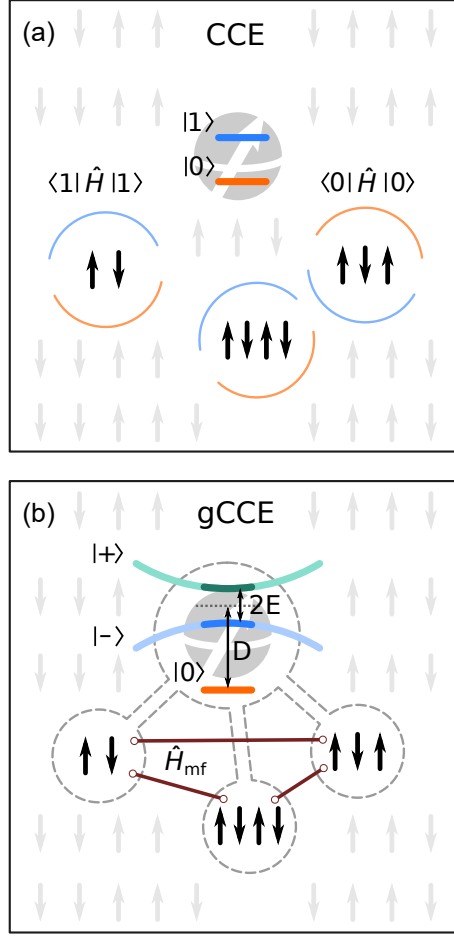 (a) CCE
|1⟩
|0⟩
⟨1|Ĥ|1⟩ ⟨0|Ĥ|0⟩
(b) gCCE
|+⟩
2E
|−⟩
D
|0⟩
Ĥmf